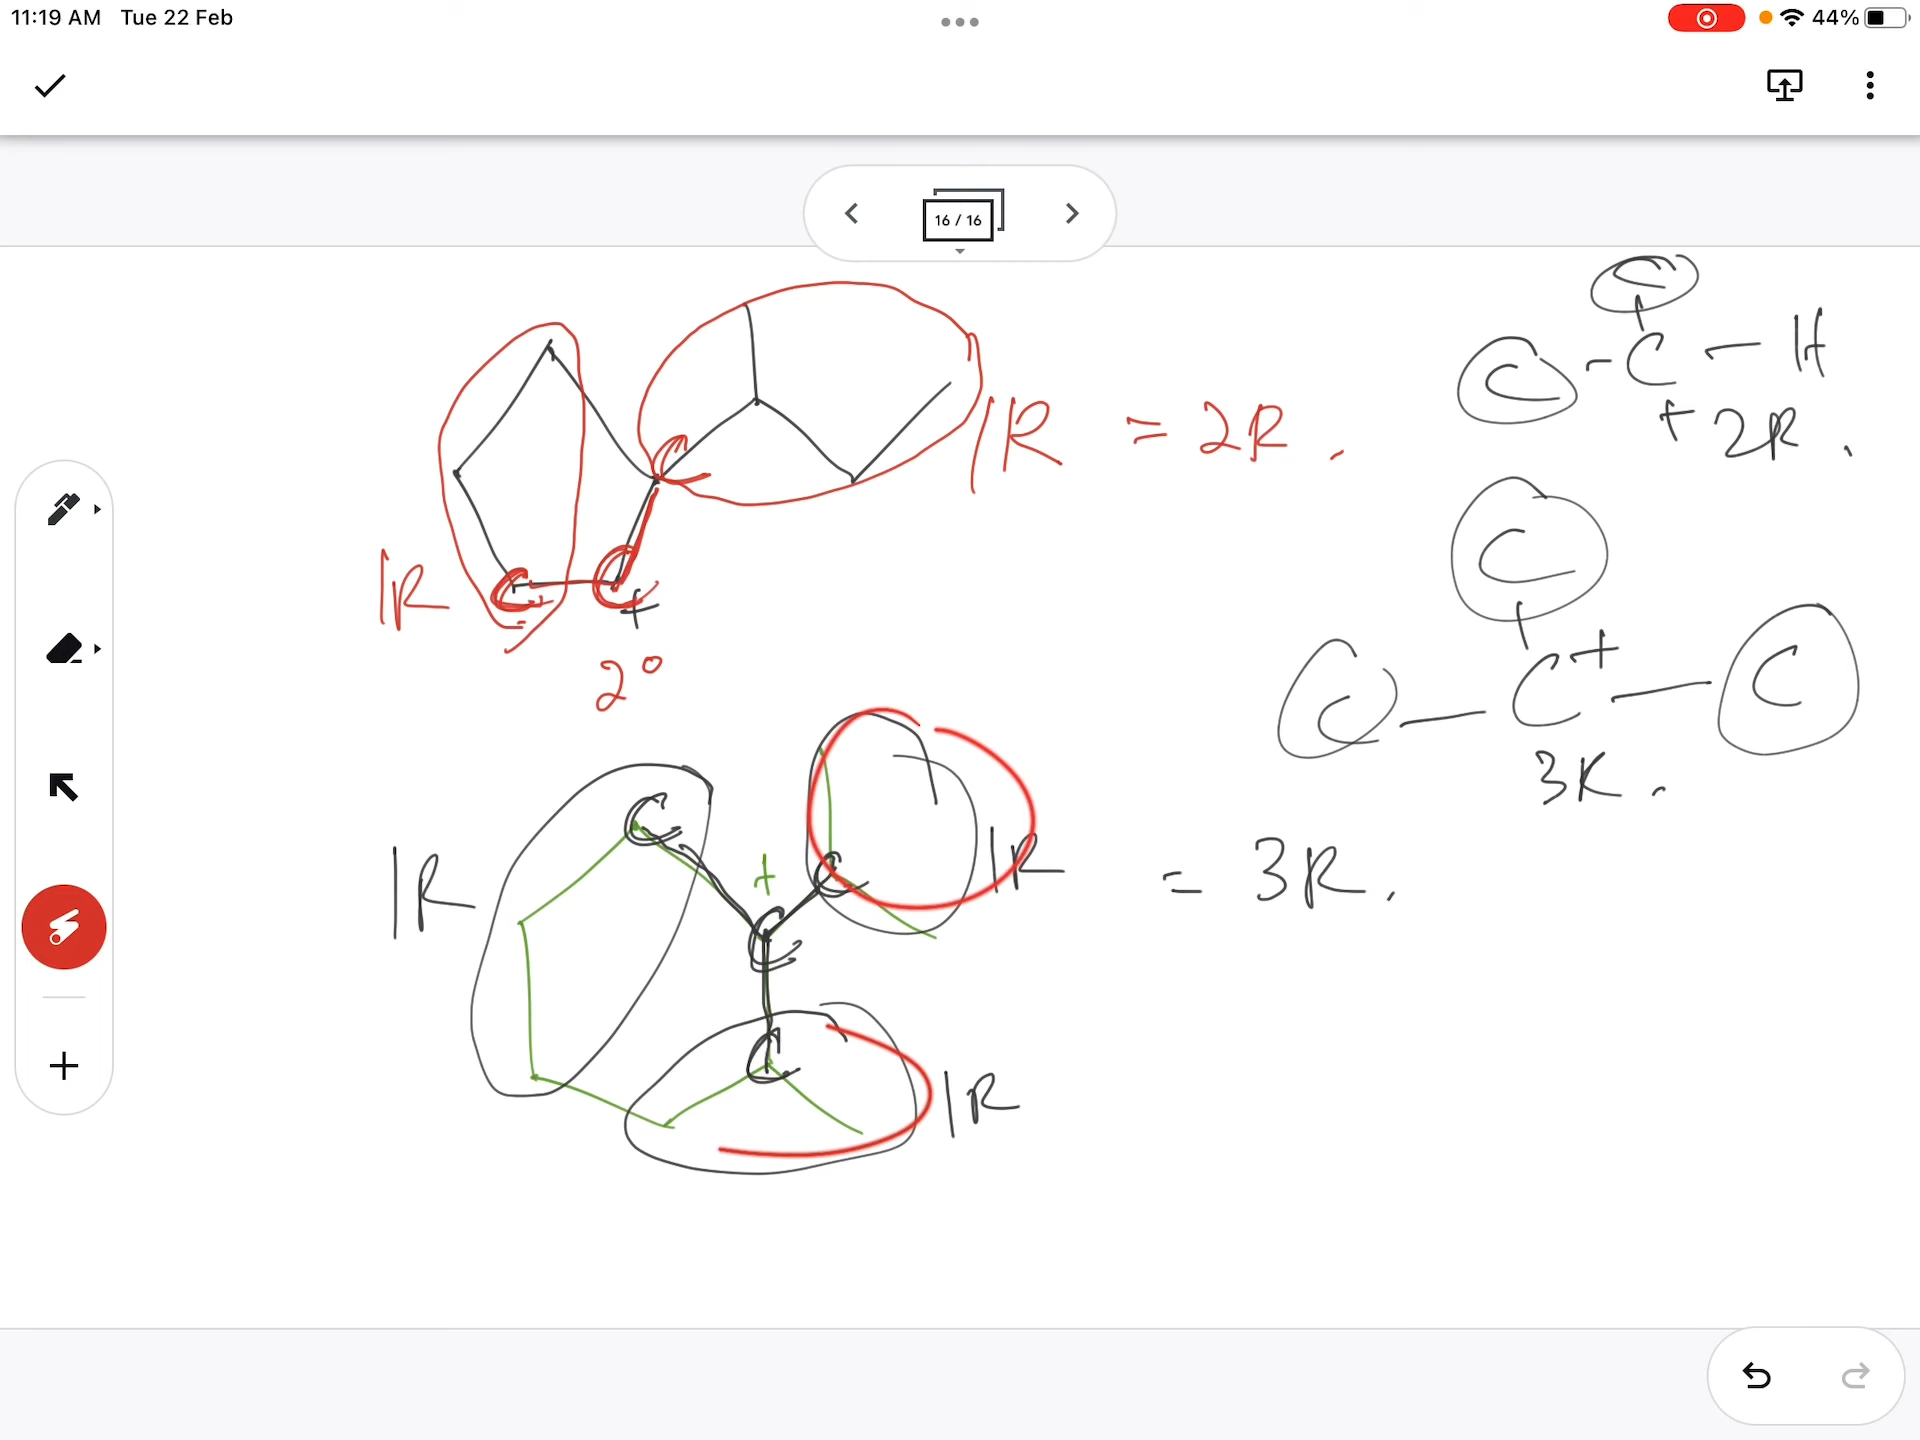 11:19 AM Tue 22 Feb
44%
16 / 16
C
C - C - H
+ 2R.
1R = 2R.
C
C
1R C C
+
2°
C
C - C+ - C
3R.
C
1R + C 1R = 3R.
C
C
1R